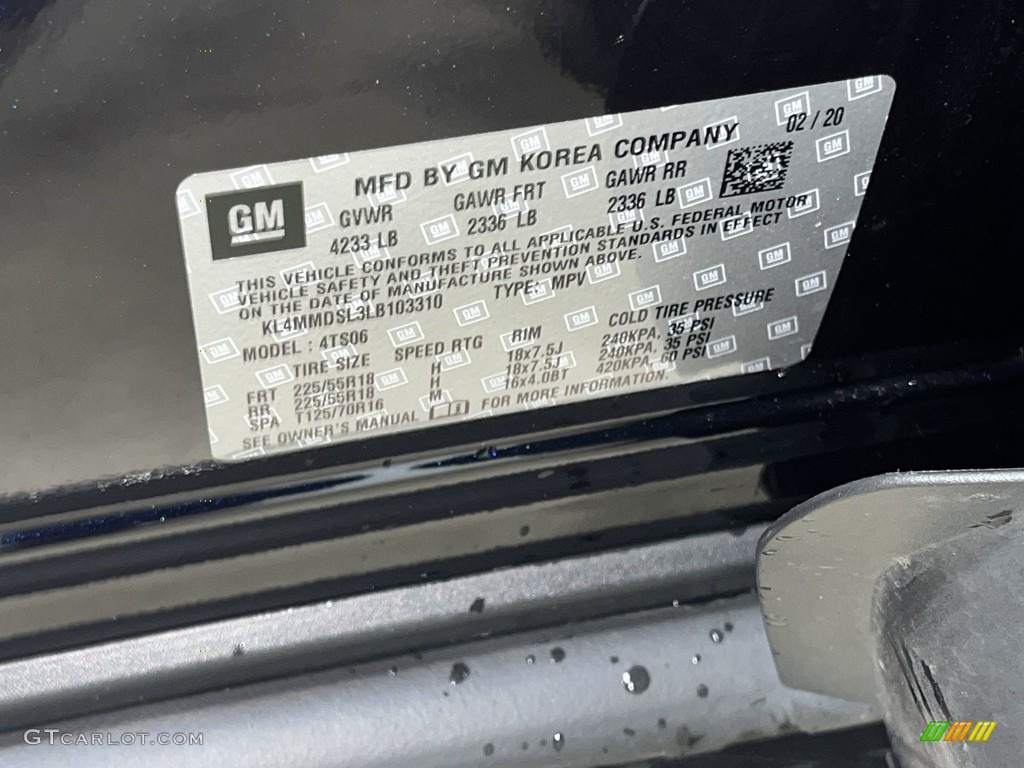 MFD BY GM KOREA COMPANY 02 / 20
GM
GVWR GAWR FRT GAWR RR
4233 LB 2336 LB 2336 LB
THIS VEHICLE CONFORMS TO ALL APPLICABLE U.S. FEDERAL MOTOR
VEHICLE SAFETY AND THEFT PREVENTION STANDARDS IN EFFECT
ON THE DATE OF MANUFACTURE SHOWN ABOVE.
KL4MMDSL3LB103310 TYPE: MPV
MODEL : 4TS06
TIRE SIZE SPEED RTG RIM COLD TIRE PRESSURE
FRT 225/55R18 H 18x7.5J 240KPA, 35 PSI
RR 225/55R18 H 18x7.5J 240KPA, 35 PSI
SPA T125/70R16 M 16x4.0BT 420KPA, 60 PSI
SEE OWNER'S MANUAL FOR MORE INFORMATION.
GTCARLOT.COM